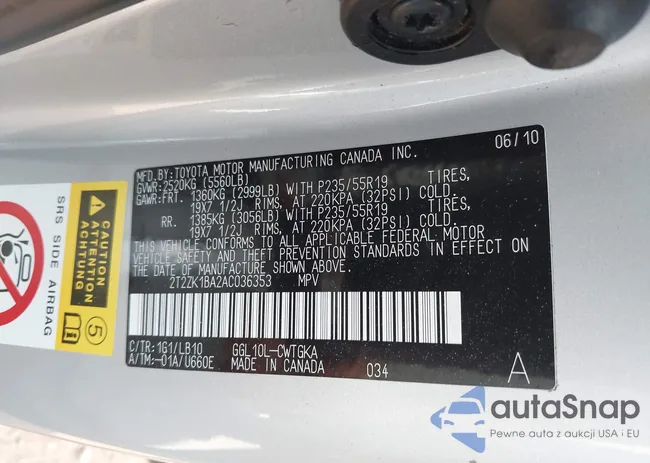 MFD.BY:TOYOTA MOTOR MANUFACTURING CANADA INC. 06/10
GVWR:2520KG (5560LB)
GAWR:FRT. 1360KG (2999LB) WITH P235/55R19 TIRES,
19X7 1/2J RIMS, AT 220KPA (32PSI) COLD.
RR. 1385KG (3056LB) WITH P235/55R19 TIRES,
19X7 1/2J RIMS, AT 220KPA (32PSI) COLD.
THIS VEHICLE CONFORMS TO ALL APPLICABLE FEDERAL MOTOR
VEHICLE SAFETY AND THEFT PREVENTION STANDARDS IN EFFECT ON
THE DATE OF MANUFACTURE SHOWN ABOVE.
2T2ZK1BA2AC036353 MPV
C/TR:1G1/LB10 GGL10L-CWTGKA
A/TM:-01A/U660E MADE IN CANADA 034 A
SRS SIDE AIRBAG
CAUTION
ATTENTION
ACHTUNG
5
autoSnap
Pewne auta z aukcji USA i EU